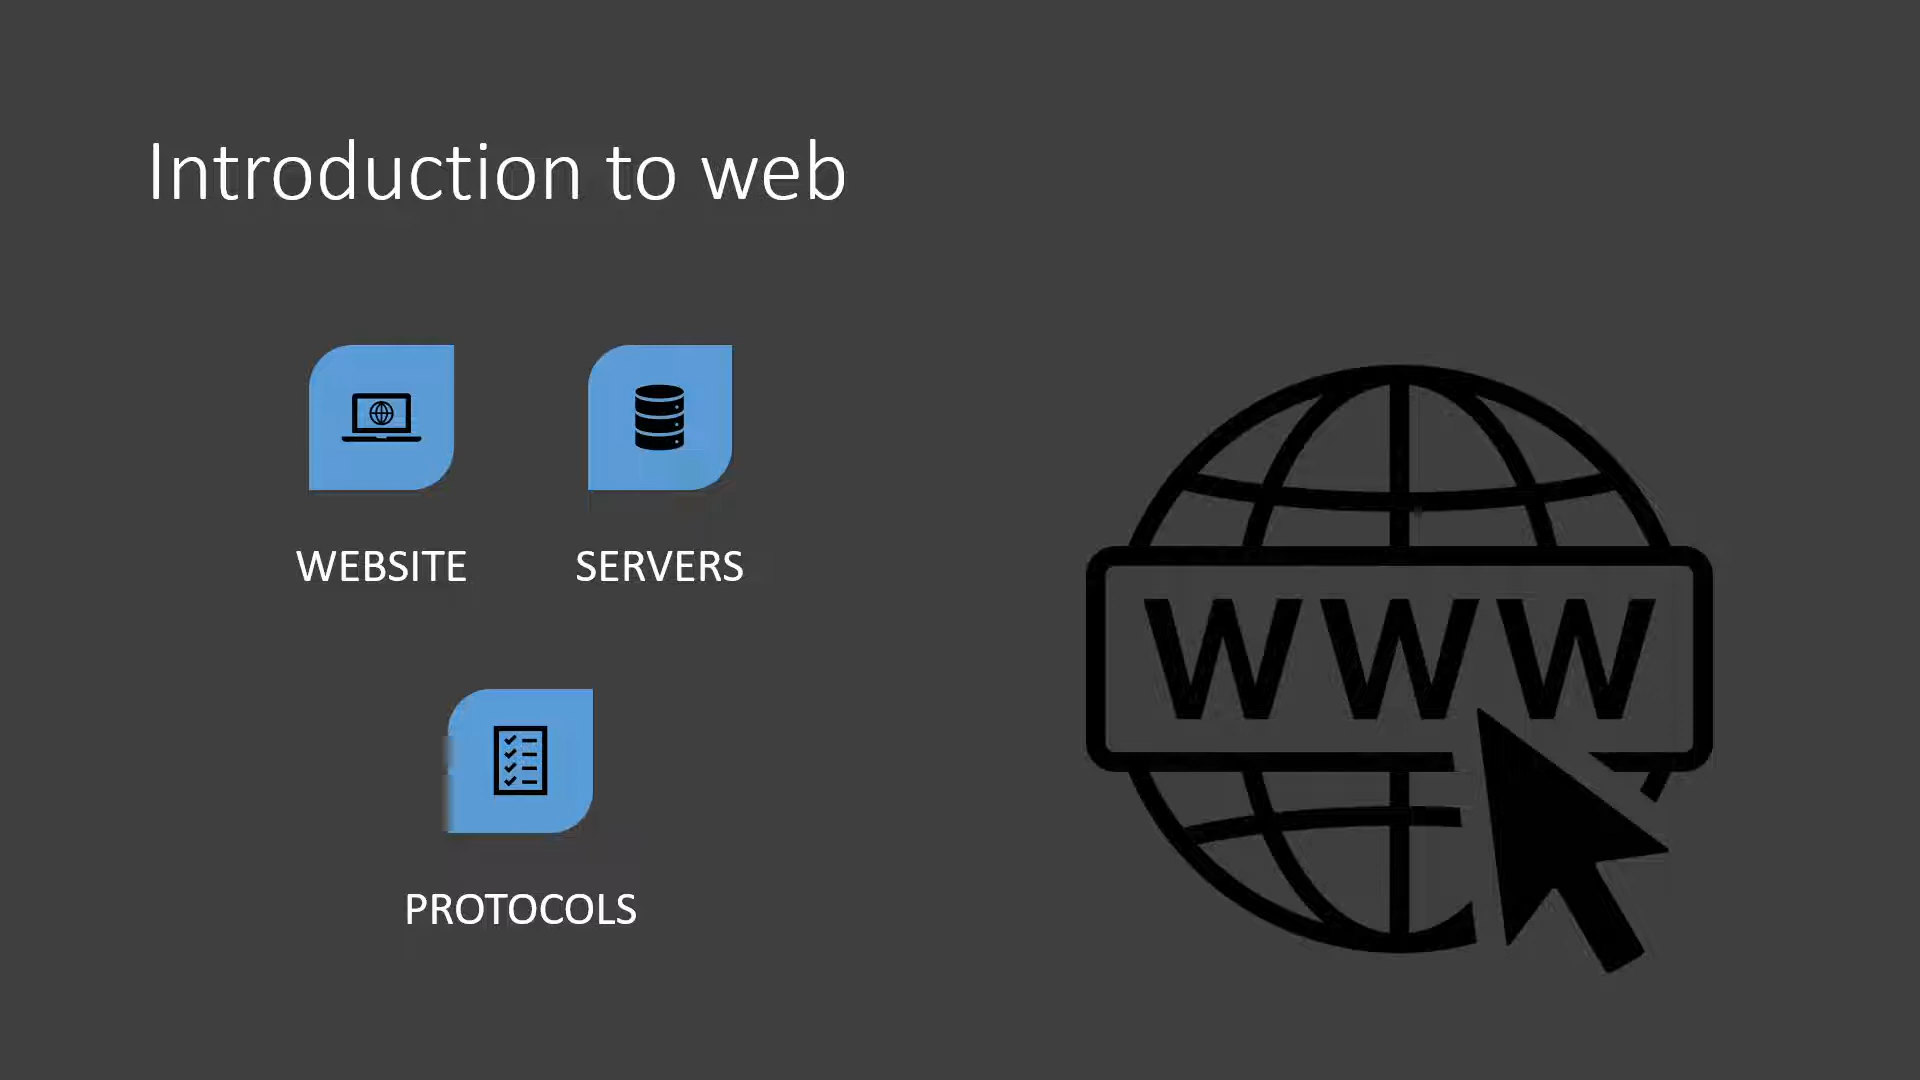 Introduction to web
WEBSITE
SERVERS
PROTOCOLS
WWW